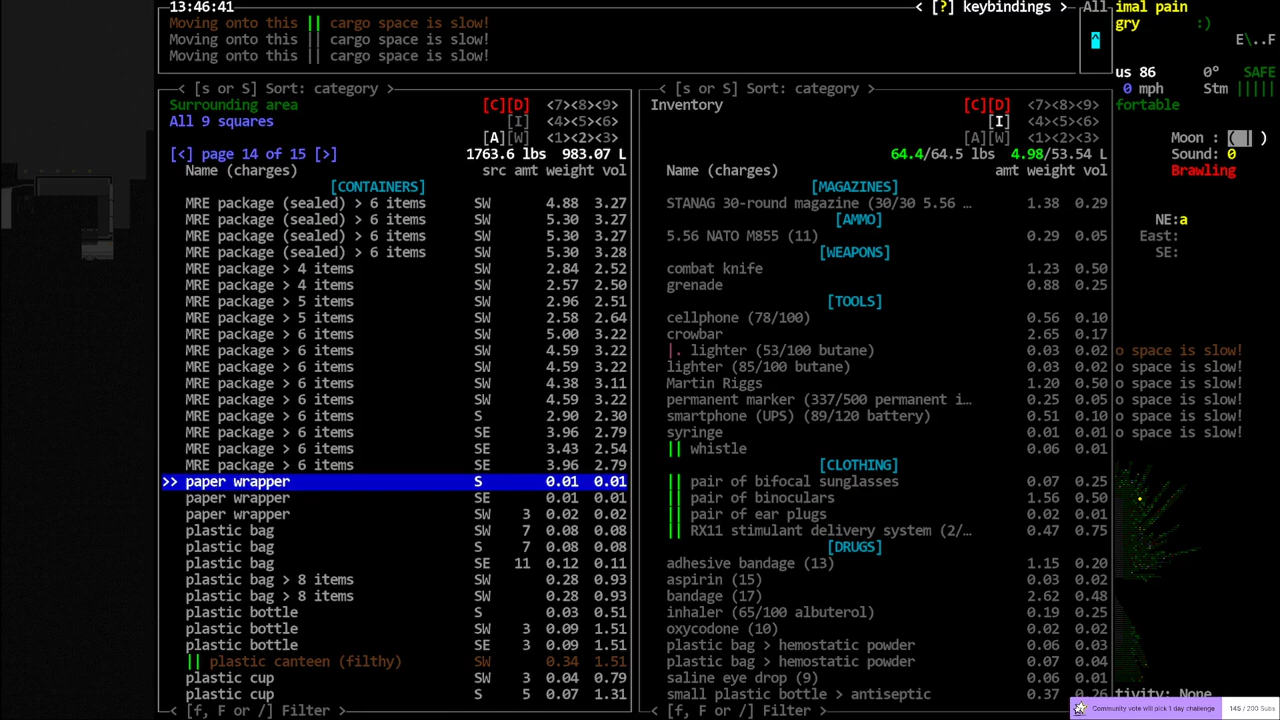 13:46:41
< [?] keybindings >
All
imal pain
Moving onto this || cargo space is slow!
gry :)
Moving onto this || cargo space is slow!
^
E\..F
Moving onto this || cargo space is slow!
us 86 0° SAFE
0 mph Stm |||||
< [s or S] Sort: category >
< [s or S] Sort: category >
Surrounding area [C][D] <7><8><9>
Inventory [C][D] <7><8><9>
fortable
All 9 squares [I] <4><5><6>
[I] <4><5><6>
[A][W] <1><2><3>
[A][W] <1><2><3>
Moon : ( | )
[<] page 14 of 15 [>] 1763.6 lbs 983.07 L
64.4/64.5 lbs 4.98/53.54 L
Sound: 0
Name (charges) src amt weight vol
Name (charges) amt weight vol
Brawling
[CONTAINERS]
MRE package (sealed) > 6 items SW 4.88 3.27
MRE package (sealed) > 6 items SW 5.30 3.27
MRE package (sealed) > 6 items SW 5.30 3.27
MRE package (sealed) > 6 items SW 5.30 3.28
MRE package > 4 items SW 2.84 2.52
MRE package > 4 items SW 2.57 2.50
MRE package > 5 items SW 2.96 2.51
MRE package > 5 items SW 2.58 2.64
MRE package > 6 items SW 5.00 3.22
MRE package > 6 items SW 4.59 3.22
MRE package > 6 items SW 4.59 3.22
MRE package > 6 items SW 4.38 3.11
MRE package > 6 items SW 4.59 3.22
MRE package > 6 items S 2.90 2.30
MRE package > 6 items SE 3.96 2.79
MRE package > 6 items SE 3.43 2.54
MRE package > 6 items SE 3.96 2.79
>> paper wrapper S 0.01 0.01
paper wrapper SE 0.01 0.01
paper wrapper SW 3 0.02 0.02
plastic bag SW 7 0.08 0.08
plastic bag S 7 0.08 0.08
plastic bag SE 11 0.12 0.11
plastic bag > 8 items SW 0.28 0.93
plastic bag > 8 items SW 0.28 0.93
plastic bottle S 0.03 0.51
plastic bottle SW 3 0.09 1.51
plastic bottle SE 3 0.09 1.51
|| plastic canteen (filthy) SW 0.34 1.51
plastic cup SW 3 0.04 0.79
plastic cup S 5 0.07 1.31
< [f, F or /] Filter >
[MAGAZINES]
STANAG 30-round magazine (30/30 5.56 … 1.38 0.29
[AMMO]
5.56 NATO M855 (11) 0.29 0.05
[WEAPONS]
combat knife 1.23 0.50
grenade 0.88 0.25
[TOOLS]
cellphone (78/100) 0.56 0.10
crowbar 2.65 0.17
|. lighter (53/100 butane) 0.03 0.02
lighter (85/100 butane) 0.03 0.02
Martin Riggs 1.20 0.50
permanent marker (337/500 permanent i… 0.25 0.05
smartphone (UPS) (89/120 battery) 0.51 0.10
syringe 0.01 0.01
|| whistle 0.06 0.01
[CLOTHING]
|| pair of bifocal sunglasses 0.07 0.25
|| pair of binoculars 1.56 0.50
|| pair of ear plugs 0.02 0.01
|| RX11 stimulant delivery system (2/… 0.47 0.75
[DRUGS]
adhesive bandage (13) 1.15 0.20
aspirin (15) 0.03 0.02
bandage (17) 2.62 0.48
inhaler (65/100 albuterol) 0.19 0.25
oxycodone (10) 0.02 0.02
plastic bag > hemostatic powder 0.06 0.03
plastic bag > hemostatic powder 0.07 0.04
saline eye drop (9) 0.06 0.01
small plastic bottle > antiseptic 0.37 0.26
< [f, F or /] Filter >
NE:a
East:
SE:
o space is slow!
o space is slow!
o space is slow!
o space is slow!
o space is slow!
o space is slow!
tivity: None
Community vote will pick 1 day challenge 145 / 200 Subs